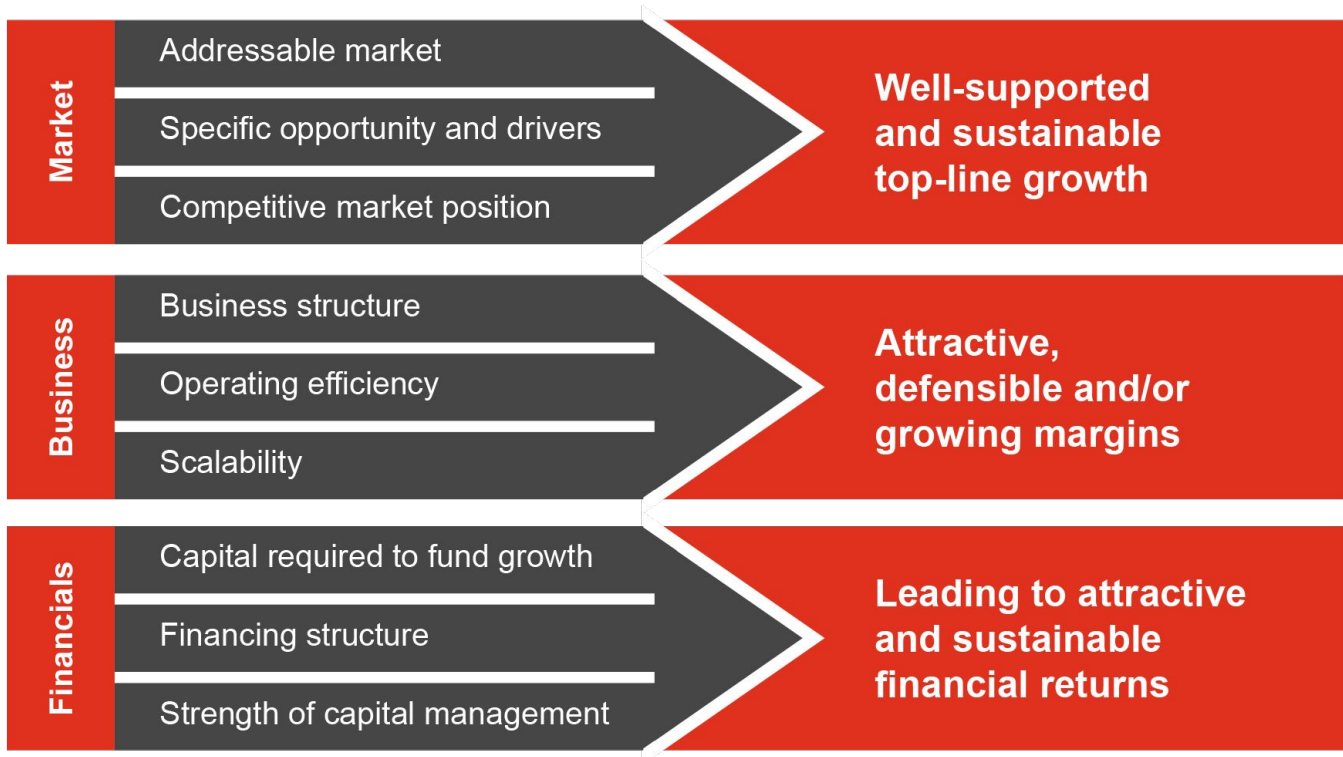 Market
Addressable market
Specific opportunity and drivers
Competitive market position
Well-supported
and sustainable
top-line growth
Business
Business structure
Operating efficiency
Scalability
Attractive,
defensible and/or
growing margins
Financials
Capital required to fund growth
Financing structure
Strength of capital management
Leading to attractive
and sustainable
financial returns